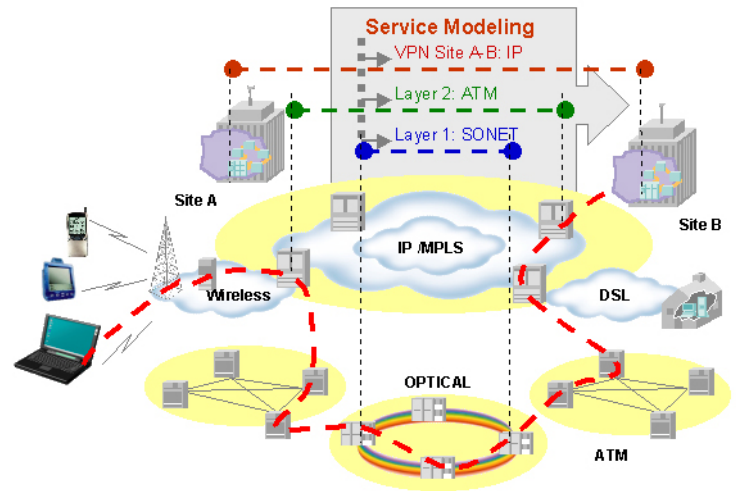 Service Modeling
VPN Site A-B: IP
Layer 2: ATM
Layer 1: SONET
Site A
Site B
IP /MPLS
Wireless
DSL
OPTICAL
ATM